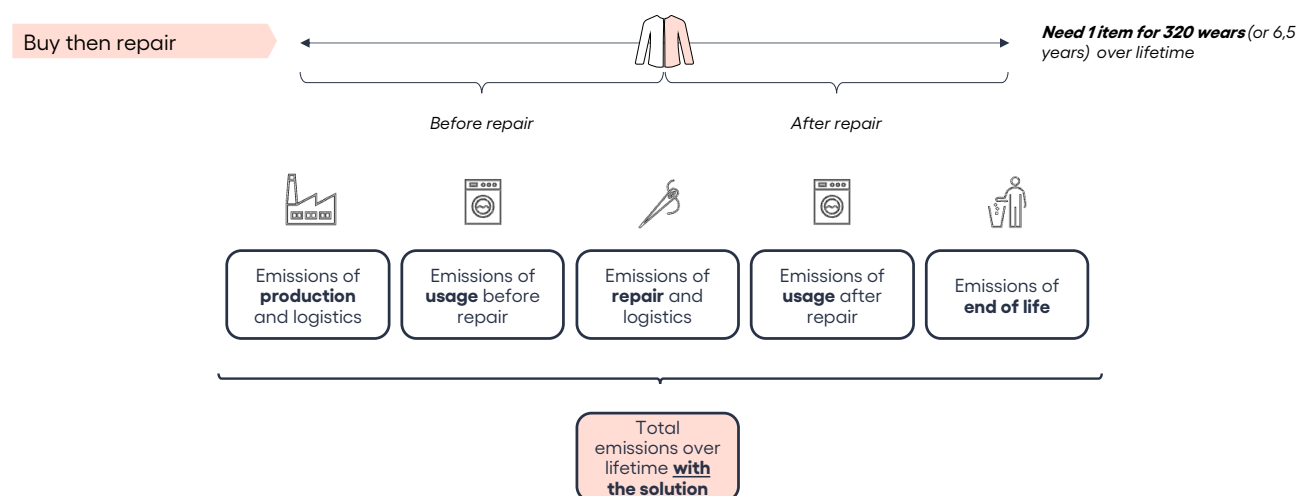 Buy then repair
Need 1 item for 320 wears (or 6,5
years) over lifetime
Before repair
After repair
Emissions of
production
and logistics
Emissions of
usage before
repair
Emissions of
repair and
logistics
Emissions of
usage after
repair
Emissions of
end of life
Total
emissions over
lifetime with
the solution